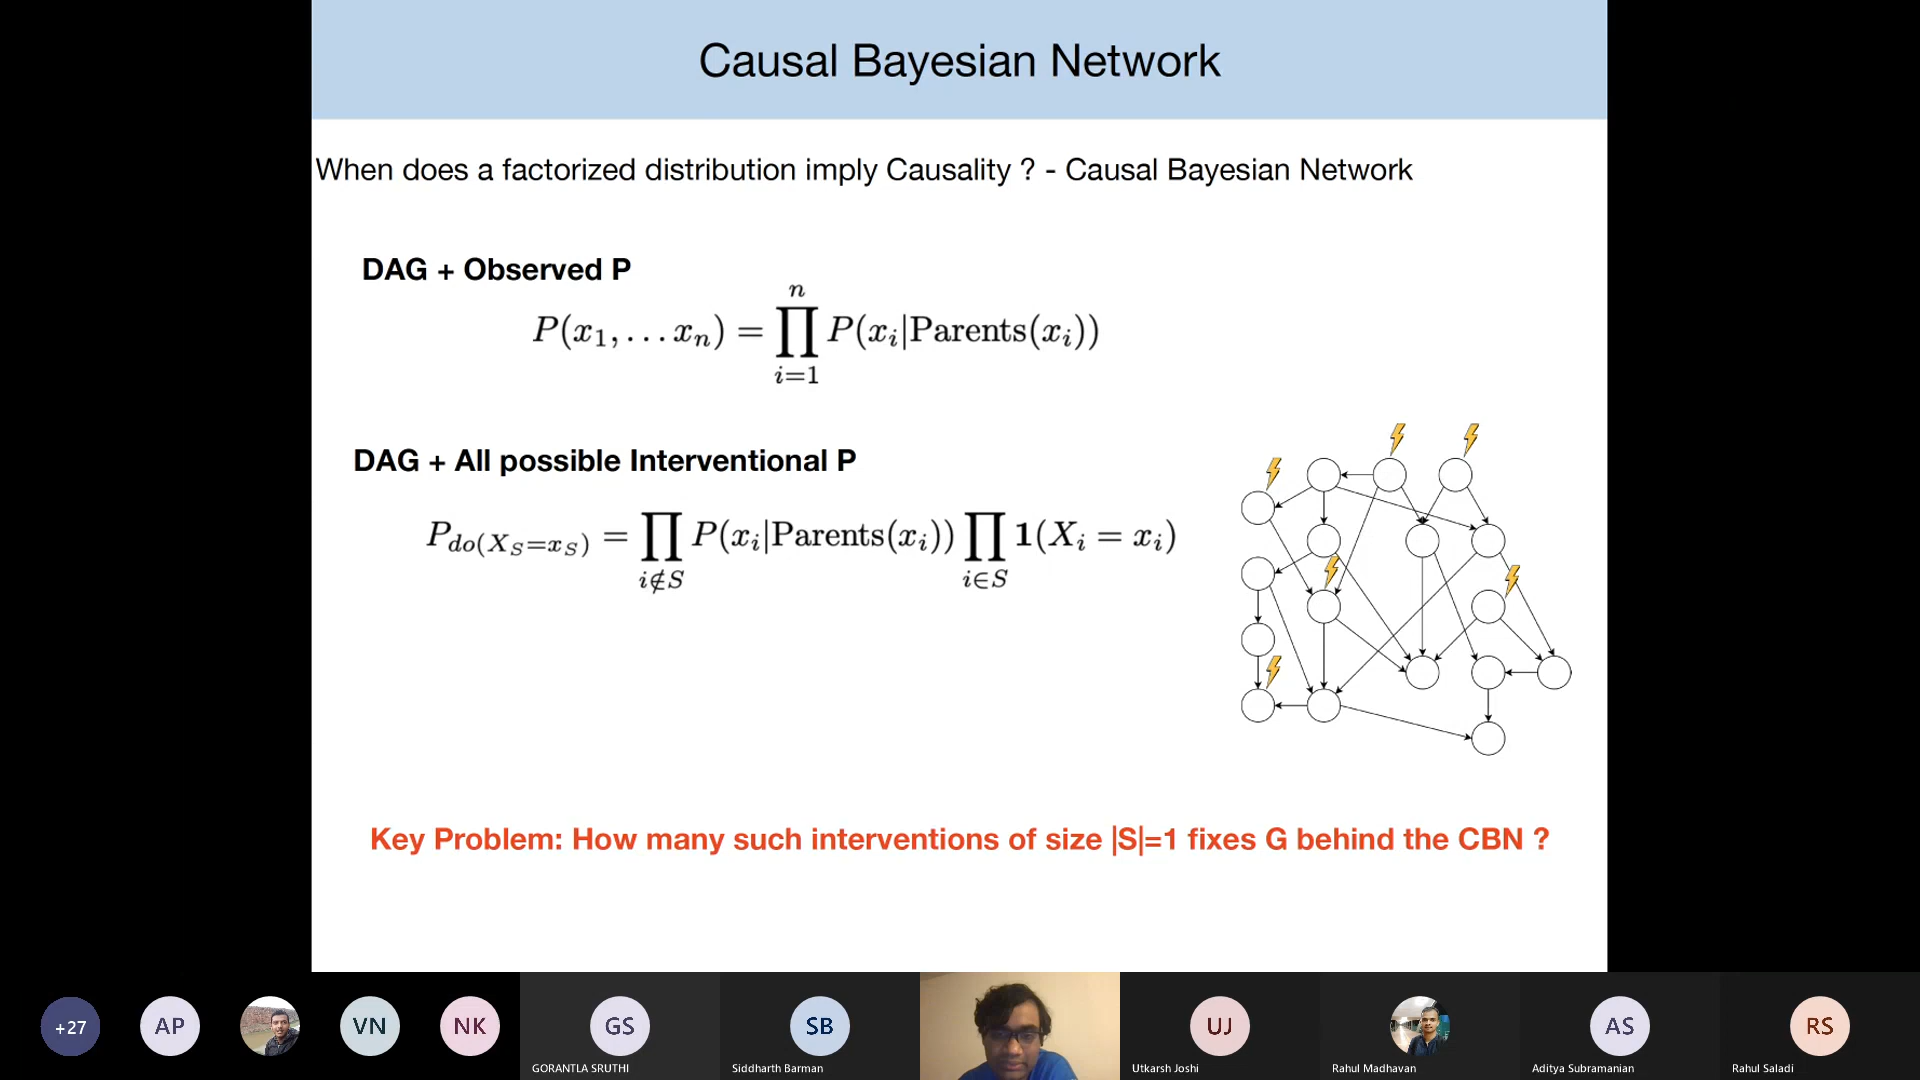 Causal Bayesian Network
When does a factorized distribution imply Causality ? - Causal Bayesian Network
DAG + Observed P
P(x_1, . . . x_n) = ∏_{i=1}^{n} P(x_i|Parents(x_i))
DAG + All possible Interventional P
P_{do(X_S=x_S)} = ∏_{i∉S} P(x_i|Parents(x_i)) ∏_{i∈S} 1(X_i = x_i)
Key Problem: How many such interventions of size |S|=1 fixes G behind the CBN ?
+27 AP VN NK GS SB UJ AS RS
GORANTLA SRUTHI Siddharth Barman Utkarsh Joshi Rahul Madhavan Aditya Subramanian Rahul Saladi